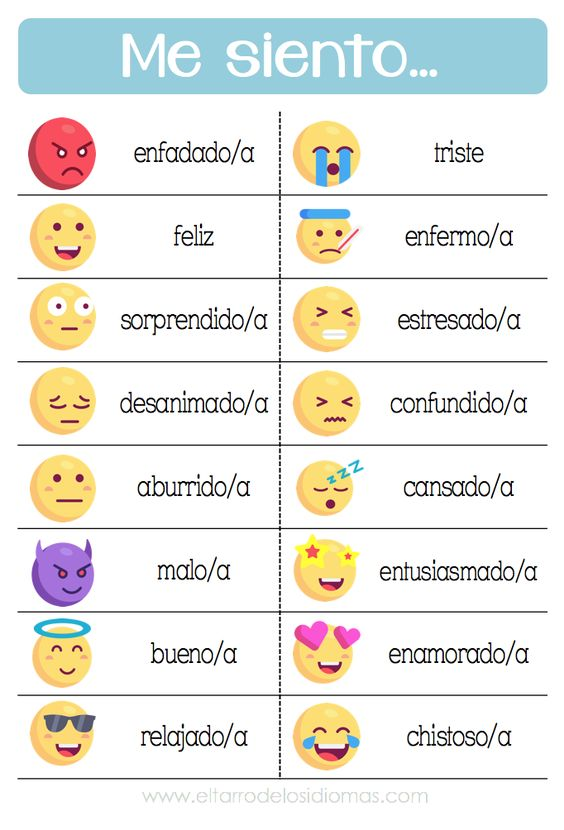 Me siento...
enfadado/a
triste
feliz
enfermo/a
sorprendido/a
estresado/a
desanimado/a
confundido/a
aburrido/a
cansado/a
zzz
malo/a
entusiasmado/a
bueno/a
enamorado/a
relajado/a
chistoso/a
www.eltarrodelosidiomas.com